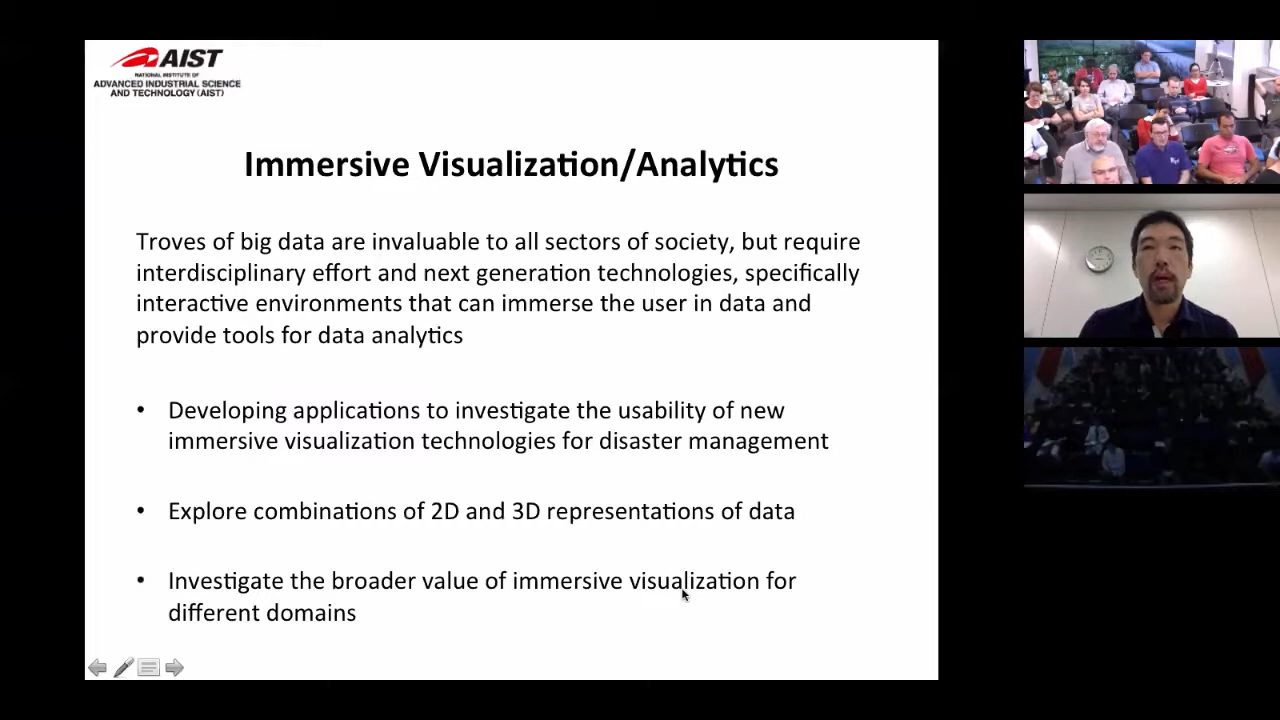 AIST
NATIONAL INSTITUTE OF
ADVANCED INDUSTRIAL SCIENCE
AND TECHNOLOGY (AIST)
Immersive Visualization/Analytics
Troves of big data are invaluable to all sectors of society, but require
interdisciplinary effort and next generation technologies, specifically
interactive environments that can immerse the user in data and
provide tools for data analytics
• Developing applications to investigate the usability of new
immersive visualization technologies for disaster management
• Explore combinations of 2D and 3D representations of data
• Investigate the broader value of immersive visualization for
different domains